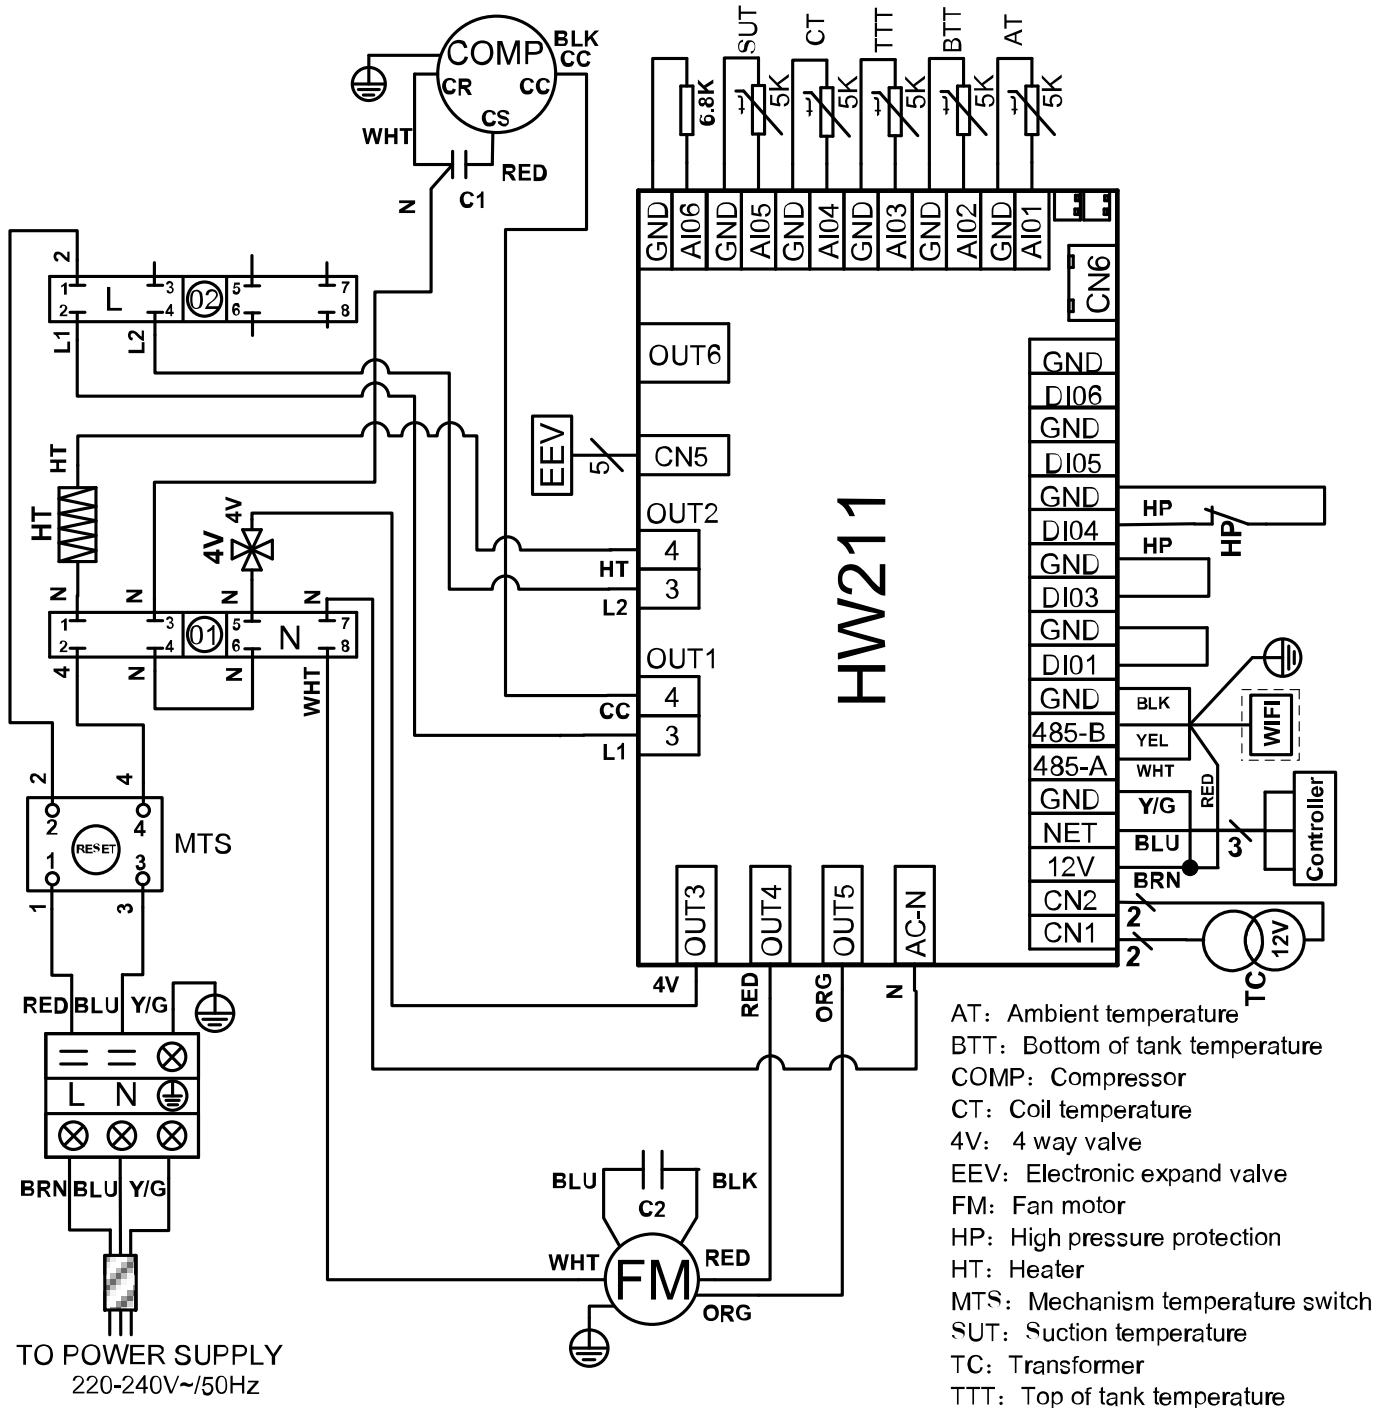 SUT
CT
TTT
BTT
AT
6.8K
5K
5K
5K
5K
5K
COMP
BLK
CC
CR
CC
CS
WHT
RED
C1
N
GND
AI06
GND
AI05
GND
AI04
GND
AI03
GND
AI02
GND
AI01
CN6
2
1
2
L
3
4
02
5
6
7
8
L1
L2
OUT6
EEV
5
CN5
OUT2
4
HT
3
L2
OUT1
4
CC
3
L1
HW211
GND
DI06
GND
DI05
GND
DI04
GND
DI03
GND
DI01
GND
485-B
485-A
GND
NET
12V
CN2
CN1
HP
HP
HP
BLK
YEL
WHT
RED
WIFI
Y/G
BLU
BRN
3
Controller
2
2
12V
TC
HT
HT
4V
4V
N
N
N
N
1
2
3
4
01
5
6
N
7
8
4
N
N
WHT
2
4
2
4
RESET
1
3
MTS
1
3
RED
BLU
Y/G
L
N
BRN
BLU
Y/G
TO POWER SUPPLY
220-240V~/50Hz
OUT3
OUT4
OUT5
AC-N
4V
RED
ORG
N
BLU
C2
BLK
WHT
FM
RED
ORG
AT: Ambient temperature
BTT: Bottom of tank temperature
COMP: Compressor
CT: Coil temperature
4V: 4 way valve
EEV: Electronic expand valve
FM: Fan motor
HP: High pressure protection
HT: Heater
MTS: Mechanism temperature switch
SUT: Suction temperature
TC: Transformer
TTT: Top of tank temperature